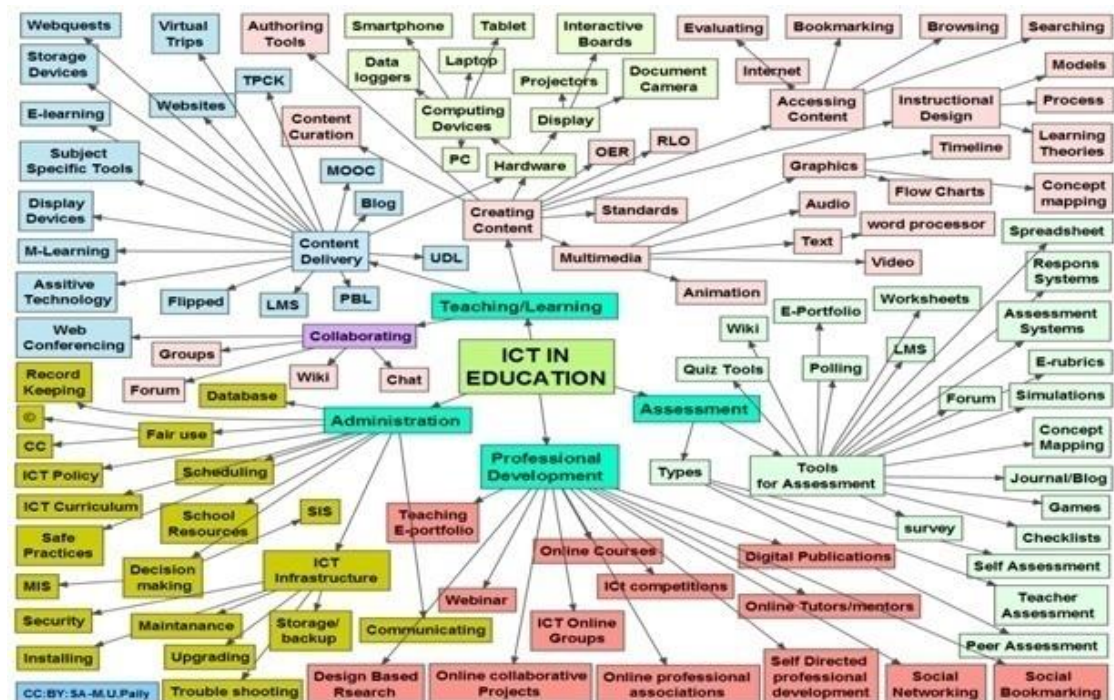 Webquests
Virtual
Trips
Authoring
Tools
Smartphone
Tablet
Interactive
Boards
Evaluating
Bookmarking
Browsing
Searching
Storage
Devices
TPCK
Data
loggers
Laptop
Projectors
Document
Camera
Internet
Models
E-learning
Websites
Content
Curation
Computing
Devices
Display
Accessing
Content
Instructional
Design
Process
Subject
Specific Tools
MOOC
PC
Hardware
OER
RLO
Graphics
Timeline
Learning
Theories
Display
Devices
Blog
Creating
Content
Standards
Audio
Flow Charts
Concept
mapping
M-Learning
Content
Delivery
UDL
Multimedia
Text
word processor
Spreadsheet
Assitive
Technology
Flipped
LMS
PBL
Animation
Video
Respons
Systems
Teaching/Learning
E-Portfolio
Worksheets
Web
Conferencing
Collaborating
Wiki
Assessment
Systems
Groups
ICT IN
EDUCATION
LMS
Record
Keeping
Forum
Wiki
Chat
Quiz Tools
Polling
E-rubrics
Database
Assessment
Forum
Simulations
©
Fair use
Administration
CC
Professional
Development
Types
Tools
for Assessment
Concept
Mapping
ICT Policy
Scheduling
Journal/Blog
ICT Curriculum
School
Resources
SIS
Teaching
E-portfolio
survey
Games
Safe
Practices
Online Courses
Digital Publications
Checklists
MIS
Decision
making
ICT
Infrastructure
ICt competitions
Self Assessment
Security
Maintanance
Storage/
backup
Communicating
Webinar
ICT Online
Groups
Online Tutors/mentors
Teacher
Assessment
Installing
Upgrading
Peer Assessment
CC:BY: SA-M.U.Paily
Trouble shooting
Design Based
Rsearch
Online collaborative
Projects
Online professional
associations
Self Directed
professional
development
Social
Networking
Social
Bookmarking